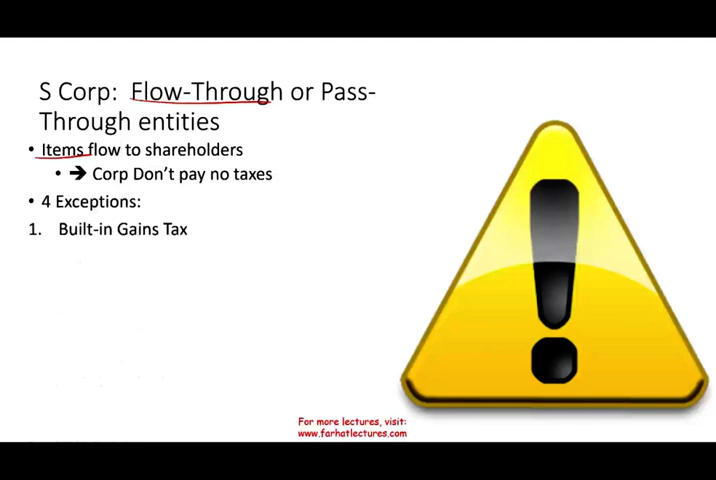 S Corp: Flow-Through or Pass-
Through entities
• Items flow to shareholders
• → Corp Don't pay no taxes
• 4 Exceptions:
1. Built-in Gains Tax
For more lectures, visit:
www.farhatlectures.com